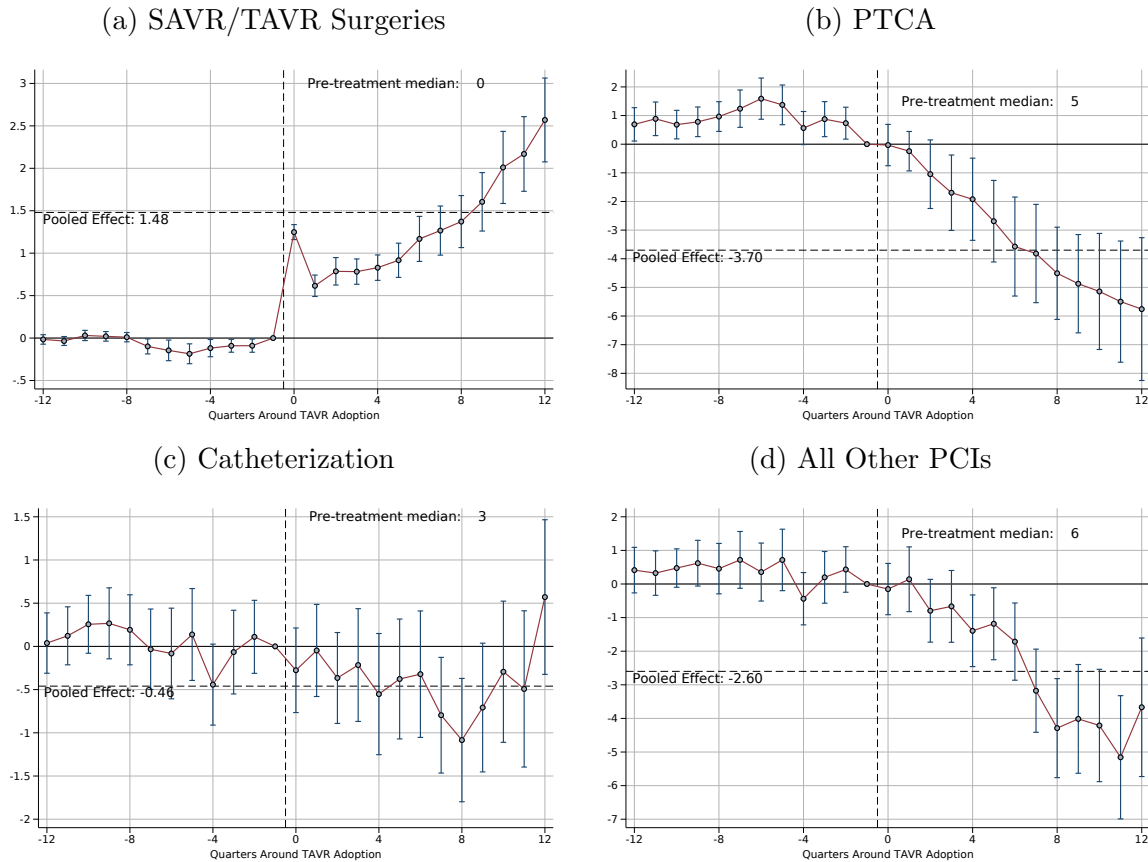 (a) SAVR/TAVR Surgeries
Pre-treatment median: 0
3
2.5
2
1.5
Pooled Effect: 1.48
1
.5
0
-.5
-12 -8 -4 0 4 8 12
Quarters Around TAVR Adoption
(b) PTCA
Pre-treatment median: 5
2
1
0
-1
-2
-3
-4
Pooled Effect: -3.70
-5
-6
-7
-8
-12 -8 -4 0 4 8 12
Quarters Around TAVR Adoption
(c) Catheterization
Pre-treatment median: 3
1.5
1
.5
0
-.5
Pooled Effect: -0.46
-1
-1.5
-2
-12 -8 -4 0 4 8 12
Quarters Around TAVR Adoption
(d) All Other PCIs
Pre-treatment median: 6
2
1
0
-1
-2
Pooled Effect: -2.60
-3
-4
-5
-6
-7
-12 -8 -4 0 4 8 12
Quarters Around TAVR Adoption